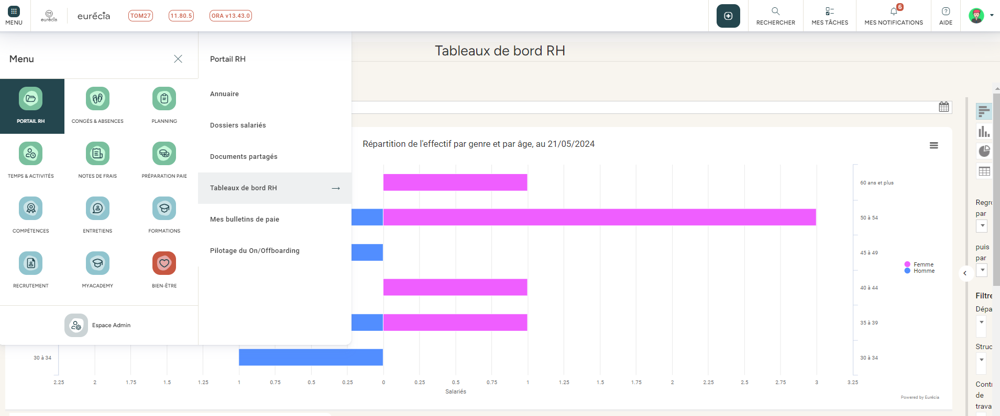 MENU
eurécia
eurécia
TOM27
11.80.5
ORA v13.43.0
RECHERCHER
MES TÂCHES
6
MES NOTIFICATIONS
AIDE
Menu
PORTAIL RH
CONGÉS & ABSENCES
PLANNING
TEMPS & ACTIVITÉS
NOTES DE FRAIS
PRÉPARATION PAIE
COMPÉTENCES
ENTRETIENS
FORMATIONS
RECRUTEMENT
MYACADEMY
BIEN-ÊTRE
Espace Admin
Portail RH
Annuaire
Dossiers salariés
Documents partagés
Tableaux de bord RH →
Mes bulletins de paie
Pilotage du On/Offboarding
Tableaux de bord RH
Répartition de l'effectif par genre et par âge, au 21/05/2024
60 ans et plus
50 à 54
45 à 49
40 à 44
35 à 39
30 à 34
30 à 34
2.25 2 1.75 1.5 1.25 1 0.75 0.5 0.25 0 0.25 0.5 0.75 1 1.25 1.5 1.75 2 2.25 2.5 2.75 3 3.25
Salariés
Femme
Homme
Powered by Eurécia
Regro
par
puis
par
Filtre
Dépa
Struc
Contr
de
trava